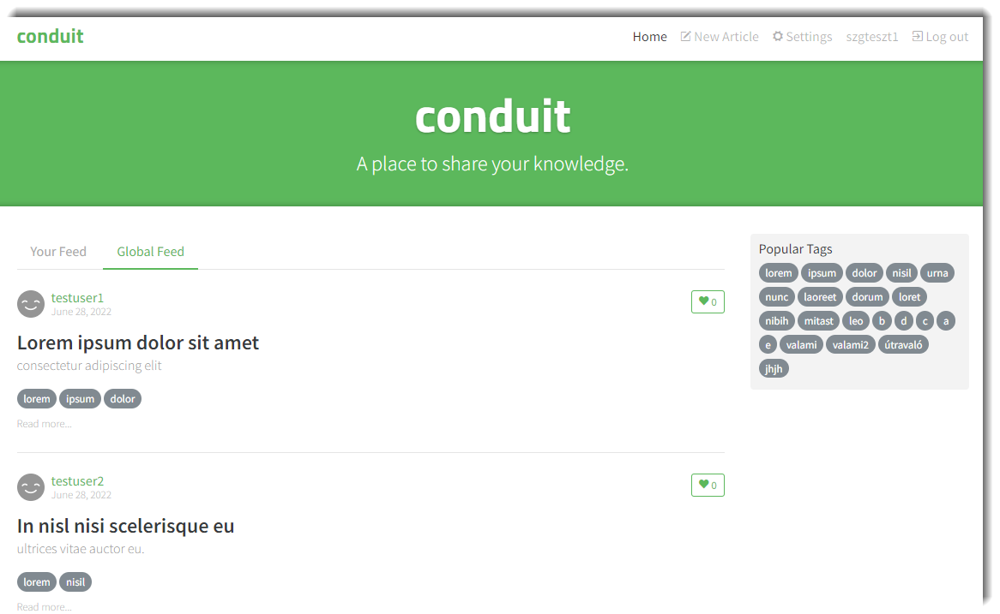 conduit
Home New Article Settings szgteszt1 Log out
conduit
A place to share your knowledge.
Your Feed Global Feed
testuser1
June 28, 2022
0
Lorem ipsum dolor sit amet
consectetur adipiscing elit
lorem ipsum dolor
Read more...
testuser2
June 28, 2022
0
In nisl nisi scelerisque eu
ultrices vitae auctor eu.
lorem nisil
Read more...
Popular Tags
lorem ipsum dolor nisil urna
nunc laoreet dorum loret
nibih mitast leo b d c a
e valami valami2 útravaló
jhjh